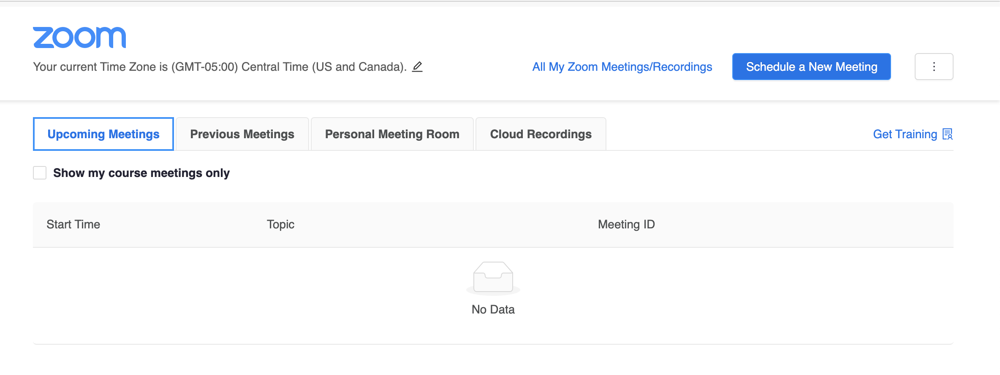 zoom
Your current Time Zone is (GMT-05:00) Central Time (US and Canada).
All My Zoom Meetings/Recordings
Schedule a New Meeting
Upcoming Meetings
Previous Meetings
Personal Meeting Room
Cloud Recordings
Get Training
Show my course meetings only
Start Time
Topic
Meeting ID
No Data